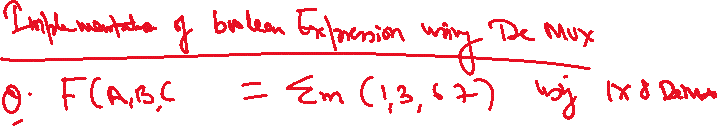 Implementation of boolean Expression using De Mux
Q. F(A,B,C = Σm (1,3,6 7) using 1x8 Demux